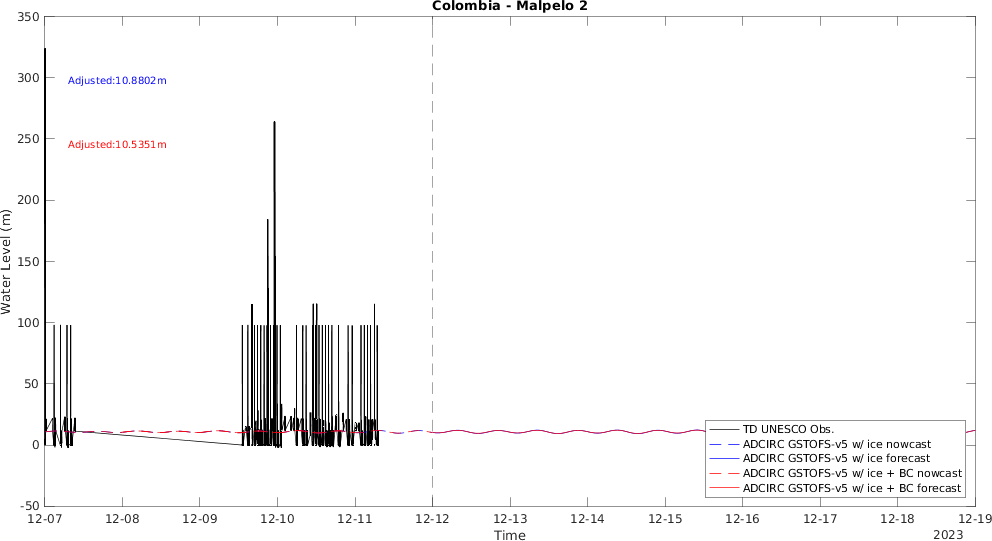 Colombia - Malpelo 2
350
300
250
200
150
100
50
0
-50
Water Level (m)
Adjusted:10.8802m
Adjusted:10.5351m
TD UNESCO Obs.
ADCIRC GSTOFS-v5 w/ ice nowcast
ADCIRC GSTOFS-v5 w/ ice forecast
ADCIRC GSTOFS-v5 w/ ice + BC nowcast
ADCIRC GSTOFS-v5 w/ ice + BC forecast
12-07 12-08 12-09 12-10 12-11 12-12 12-13 12-14 12-15 12-16 12-17 12-18 12-19
Time
2023